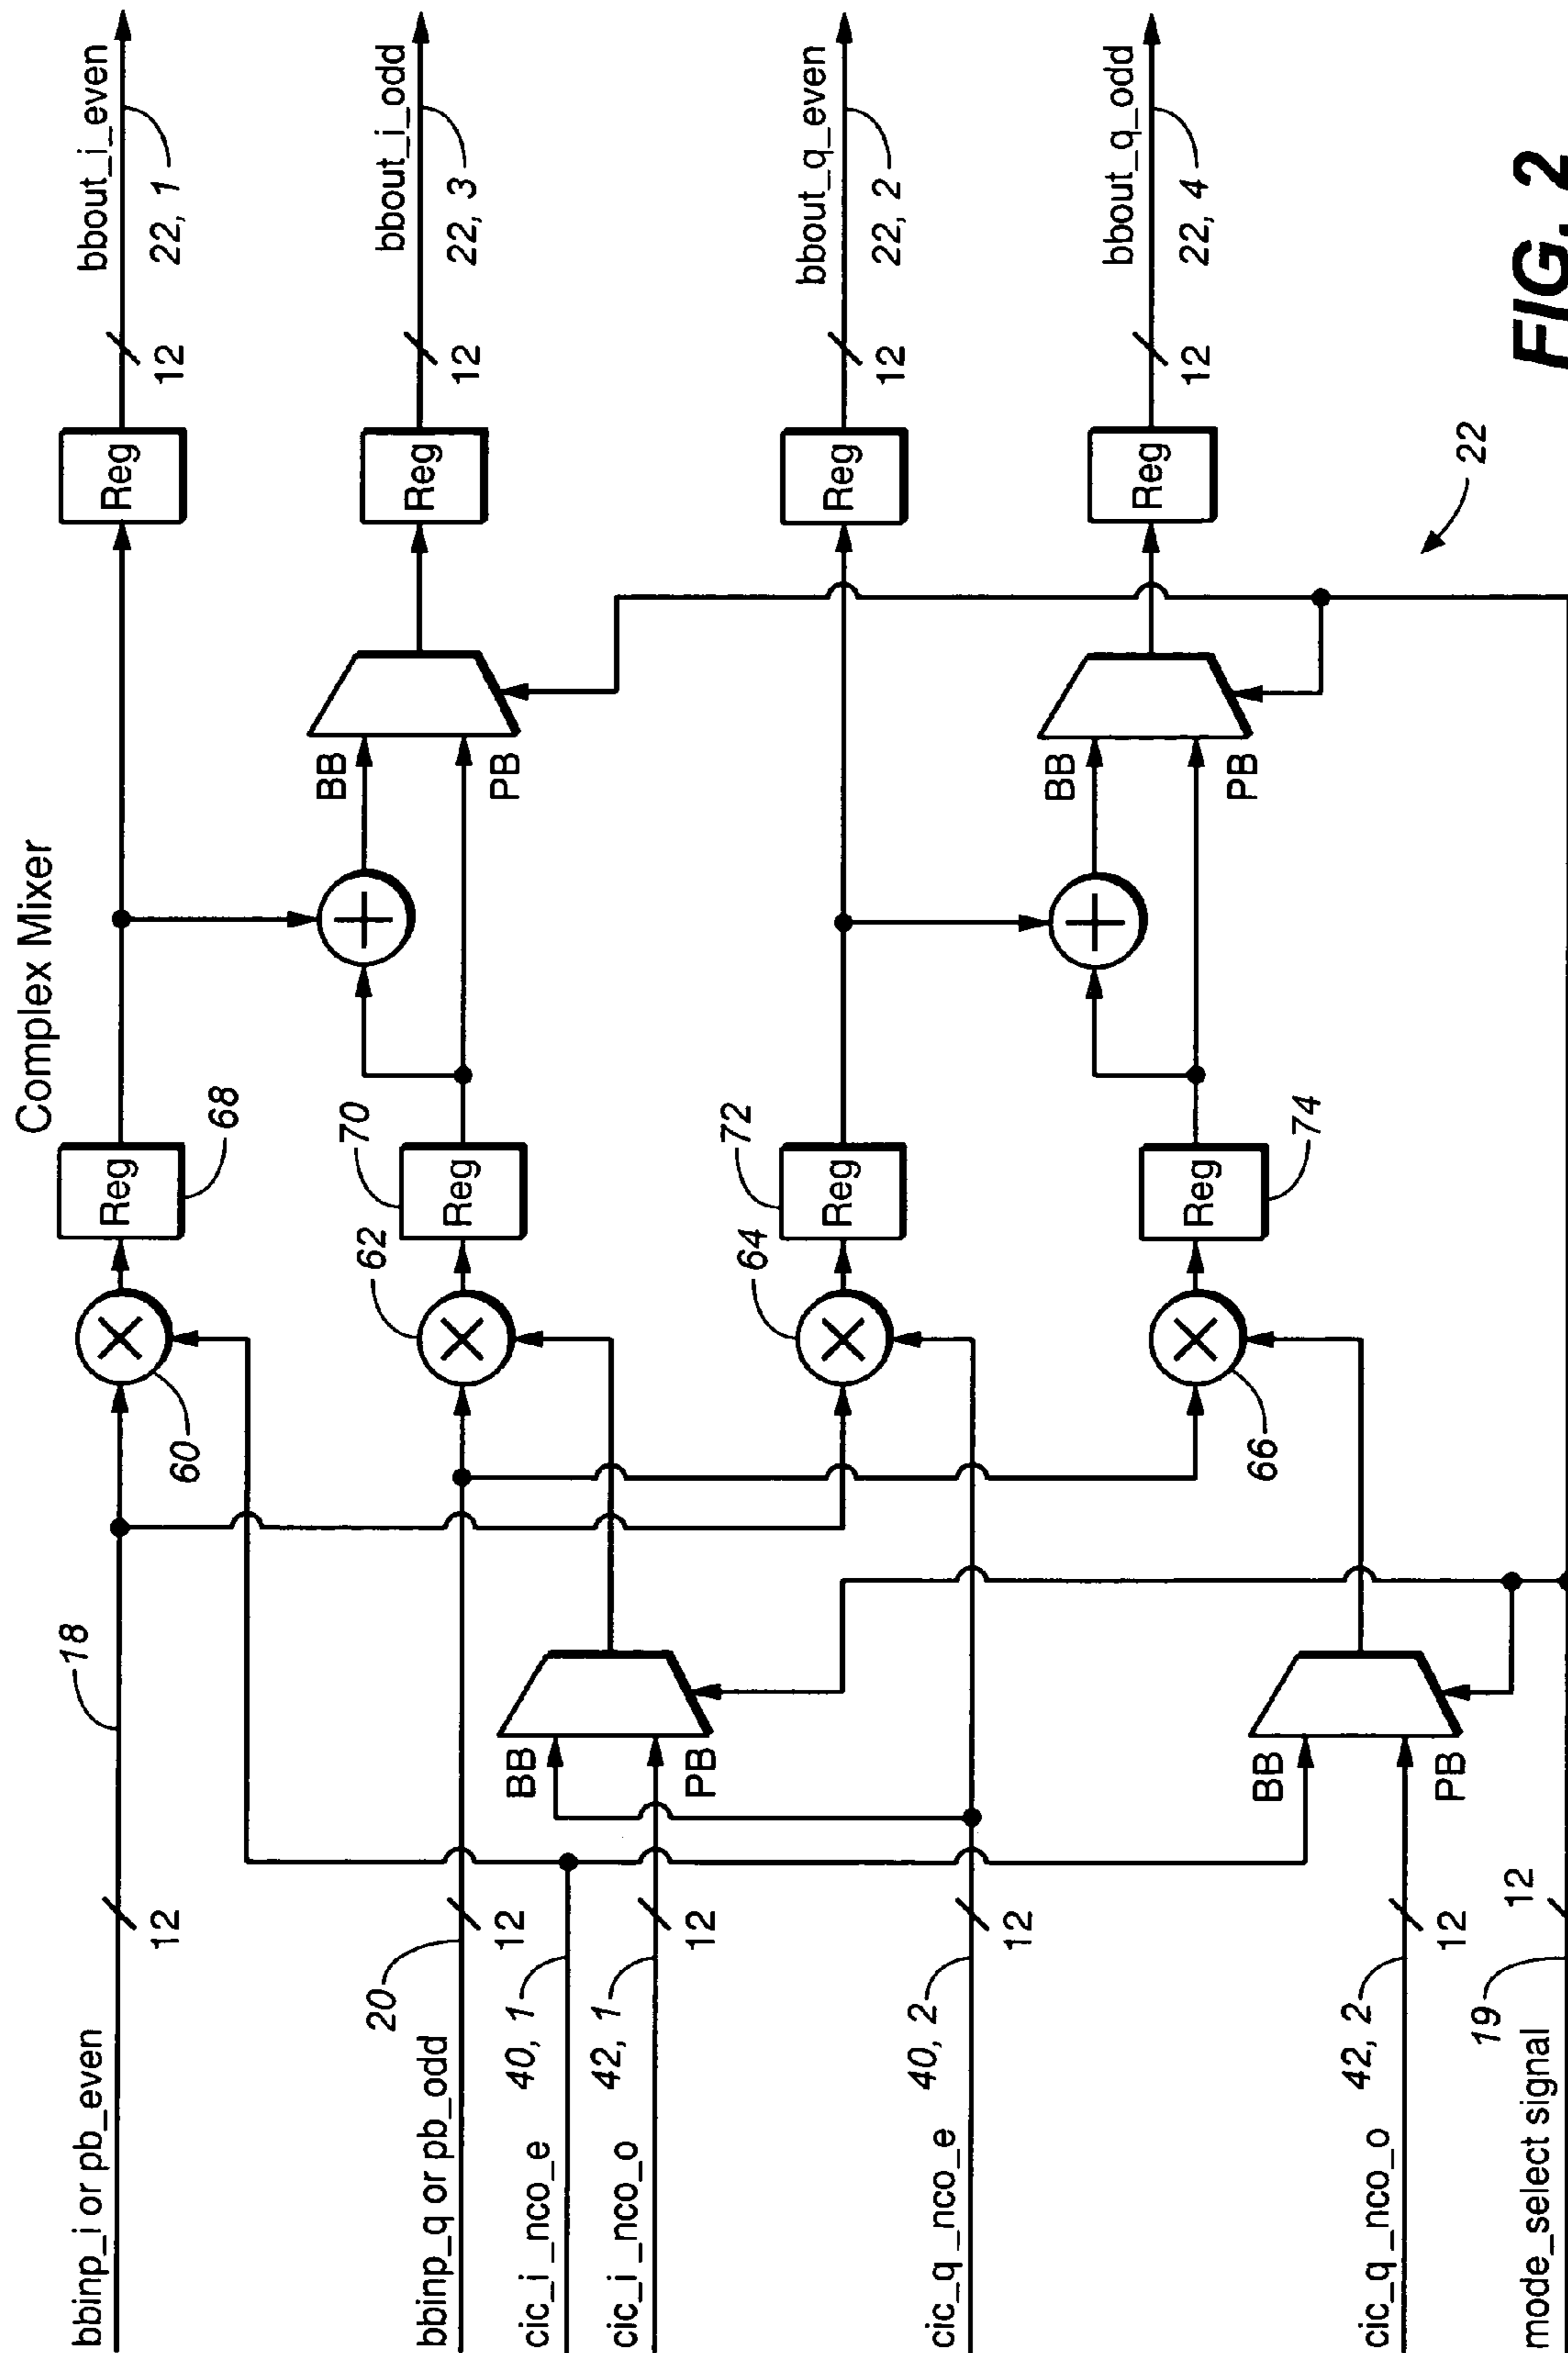 Complex Mixer
bbinp_i or pb_even
12
18
60
Reg
68
Reg
12
bbout_i_even
22, 1
bbinp_q or pb_odd
20
12
62
Reg
70
BB
PB
Reg
12
bbout_i_odd
22, 3
cic_i_nco_e
40, 1
cic_i_nco_o
42, 1
12
BB
PB
64
Reg
72
Reg
12
bbout_q_even
22, 2
cic_q_nco_e
40, 2
12
66
Reg
74
BB
PB
Reg
12
bbout_q_odd
22, 4
cic_q_nco_o
42, 2
12
BB
PB
22
mode_select signal
19
12
FIG. 2